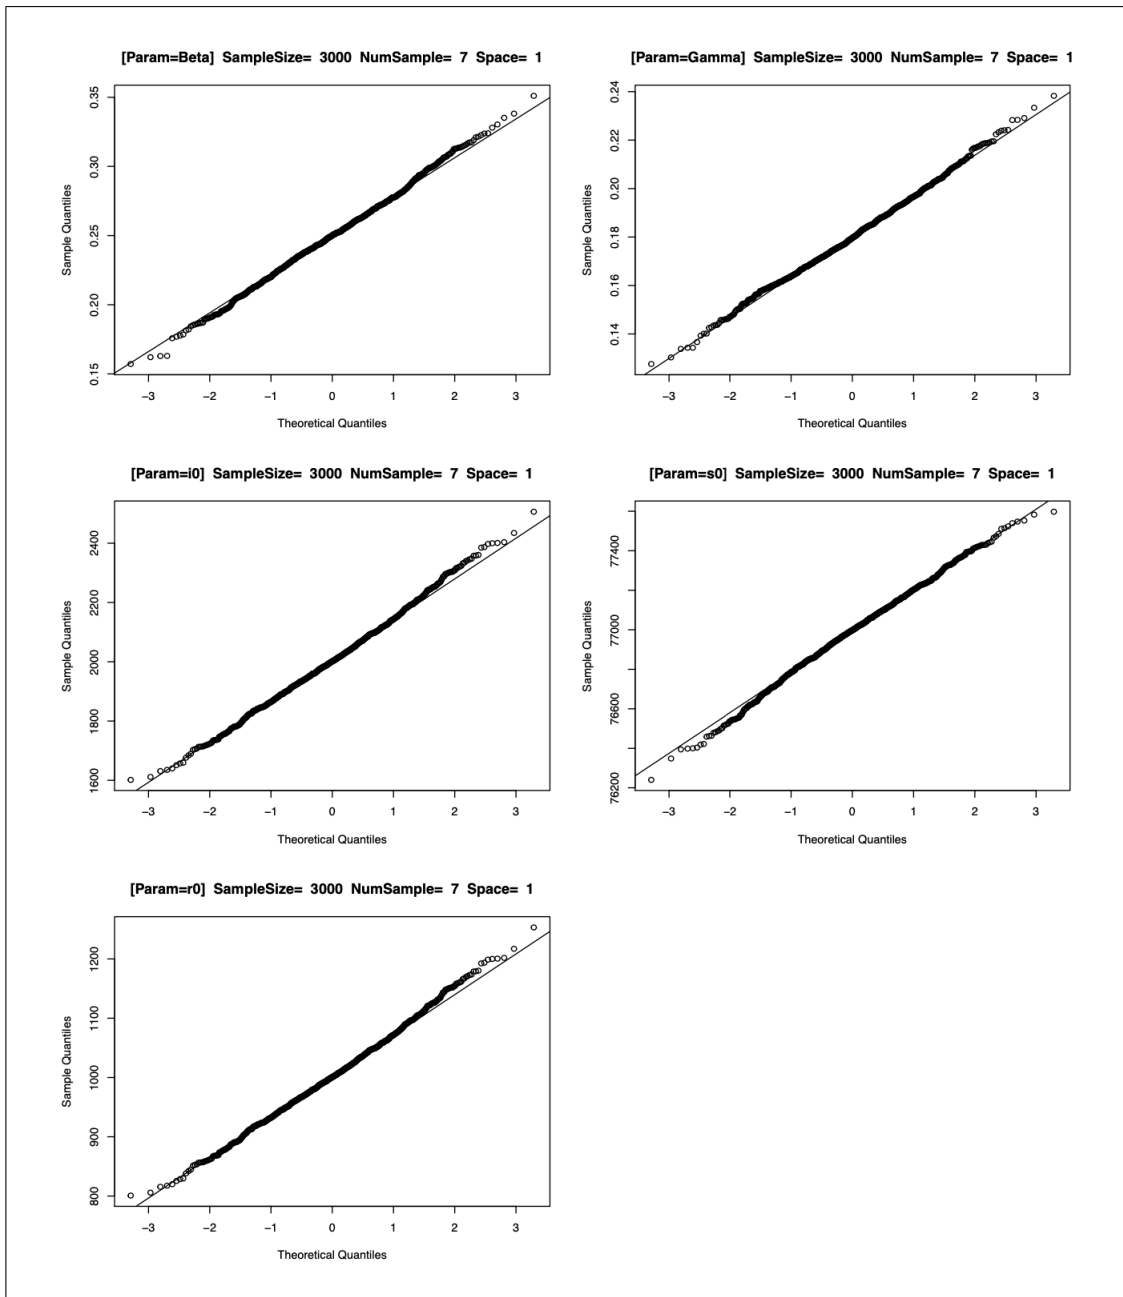 [Param=Beta] SampleSize= 3000 NumSample= 7 Space= 1
Sample Quantiles
0.35
0.30
0.25
0.20
0.15
−3 −2 −1 0 1 2 3
Theoretical Quantiles
[Param=Gamma] SampleSize= 3000 NumSample= 7 Space= 1
Sample Quantiles
0.24
0.22
0.20
0.18
0.16
0.14
−3 −2 −1 0 1 2 3
Theoretical Quantiles
[Param=i0] SampleSize= 3000 NumSample= 7 Space= 1
Sample Quantiles
2400
2200
2000
1800
1600
−3 −2 −1 0 1 2 3
Theoretical Quantiles
[Param=s0] SampleSize= 3000 NumSample= 7 Space= 1
Sample Quantiles
77400
77000
76600
76200
−3 −2 −1 0 1 2 3
Theoretical Quantiles
[Param=r0] SampleSize= 3000 NumSample= 7 Space= 1
Sample Quantiles
1200
1100
1000
900
800
−3 −2 −1 0 1 2 3
Theoretical Quantiles